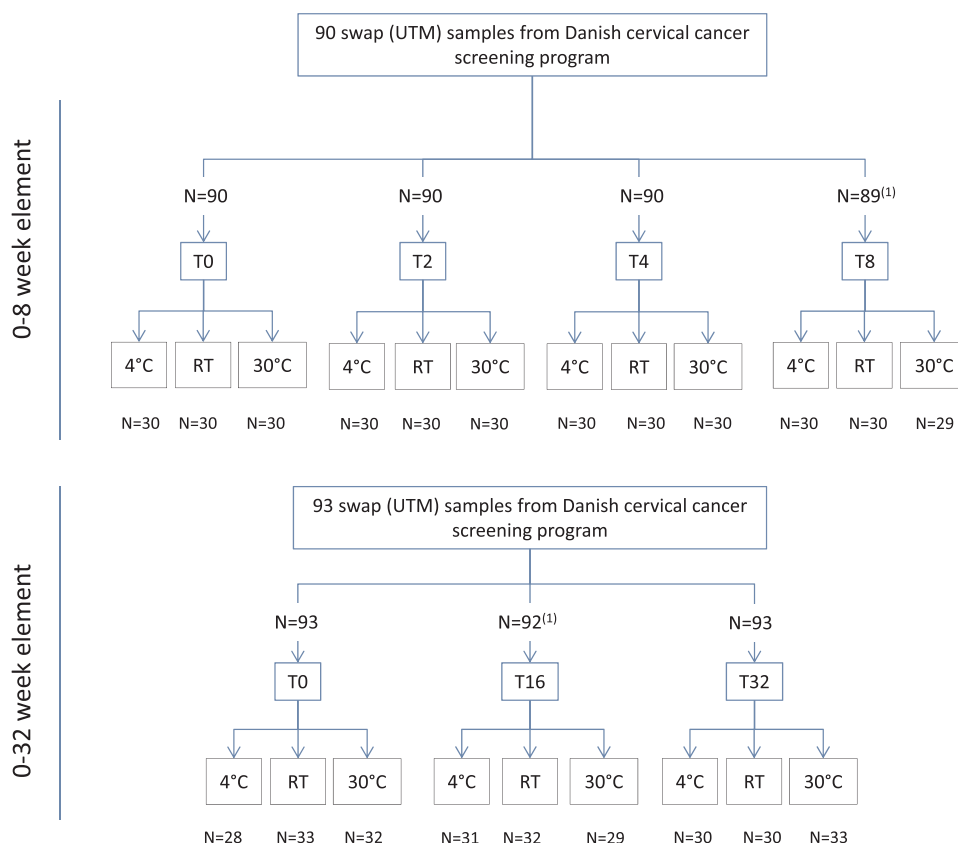 90 swap (UTM) samples from Danish cervical cancer
screening program
0-8 week element
N=90 N=90 N=90 N=89(1)
T0 T2 T4 T8
4°C RT 30°C 4°C RT 30°C 4°C RT 30°C 4°C RT 30°C
N=30 N=30 N=30 N=30 N=30 N=30 N=30 N=30 N=30 N=30 N=30 N=29
93 swap (UTM) samples from Danish cervical cancer
screening program
0-32 week element
N=93 N=92(1) N=93
T0 T16 T32
4°C RT 30°C 4°C RT 30°C 4°C RT 30°C
N=28 N=33 N=32 N=31 N=32 N=29 N=30 N=30 N=33